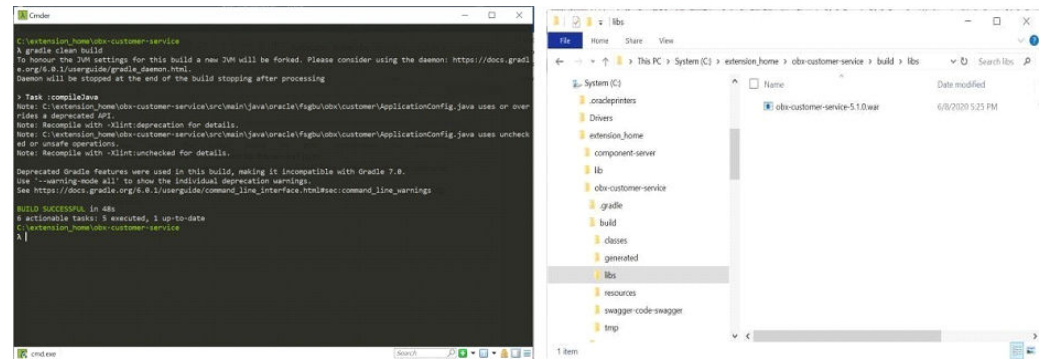 Cmder
C:\extension_home\obx-customer-service
λ gradle clean build
To honour the JVM settings for this build a new JVM will be forked. Please consider using the daemon: https://docs.gradl
e.org/6.0.1/userguide/gradle_daemon.html.
Daemon will be stopped at the end of the build stopping after processing
> Task :compileJava
Note: C:\extension_home\obx-customer-service\src\main\java\oracle\fsgbu\obx\customer\ApplicationConfig.java uses or over
rides a deprecated API.
Note: Recompile with -Xlint:deprecation for details.
Note: C:\extension_home\obx-customer-service\src\main\java\oracle\fsgbu\obx\customer\ApplicationConfig.java uses uncheck
ed or unsafe operations.
Note: Recompile with -Xlint:unchecked for details.
Deprecated Gradle features were used in this build, making it incompatible with Gradle 7.0.
Use '--warning-mode all' to show the individual deprecation warnings.
See https://docs.gradle.org/6.0.1/userguide/command_line_interface.html#sec:command_line_warnings
BUILD SUCCESSFUL in 48s
6 actionable tasks: 5 executed, 1 up-to-date
C:\extension_home\obx-customer-service
λ
cmd.exe
Search
libs
File Home Share View
This PC > System (C:) > extension_home > obx-customer-service > build > libs
Search libs
System (C:)
.oracleprinters
Drivers
extension_home
component-server
lib
obx-customer-service
.gradle
build
classes
generated
libs
resources
swagger-code-swagger
tmp
Name Date modified
obx-customer-service-5.1.0.war 6/8/2020 5:25 PM
1 item